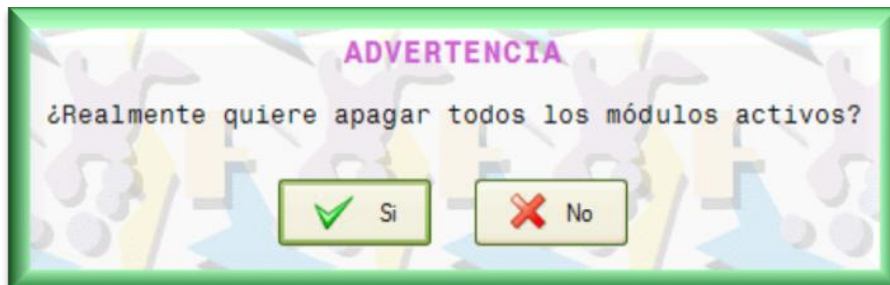 ADVERTENCIA
¿Realmente quiere apagar todos los módulos activos?
Si
No